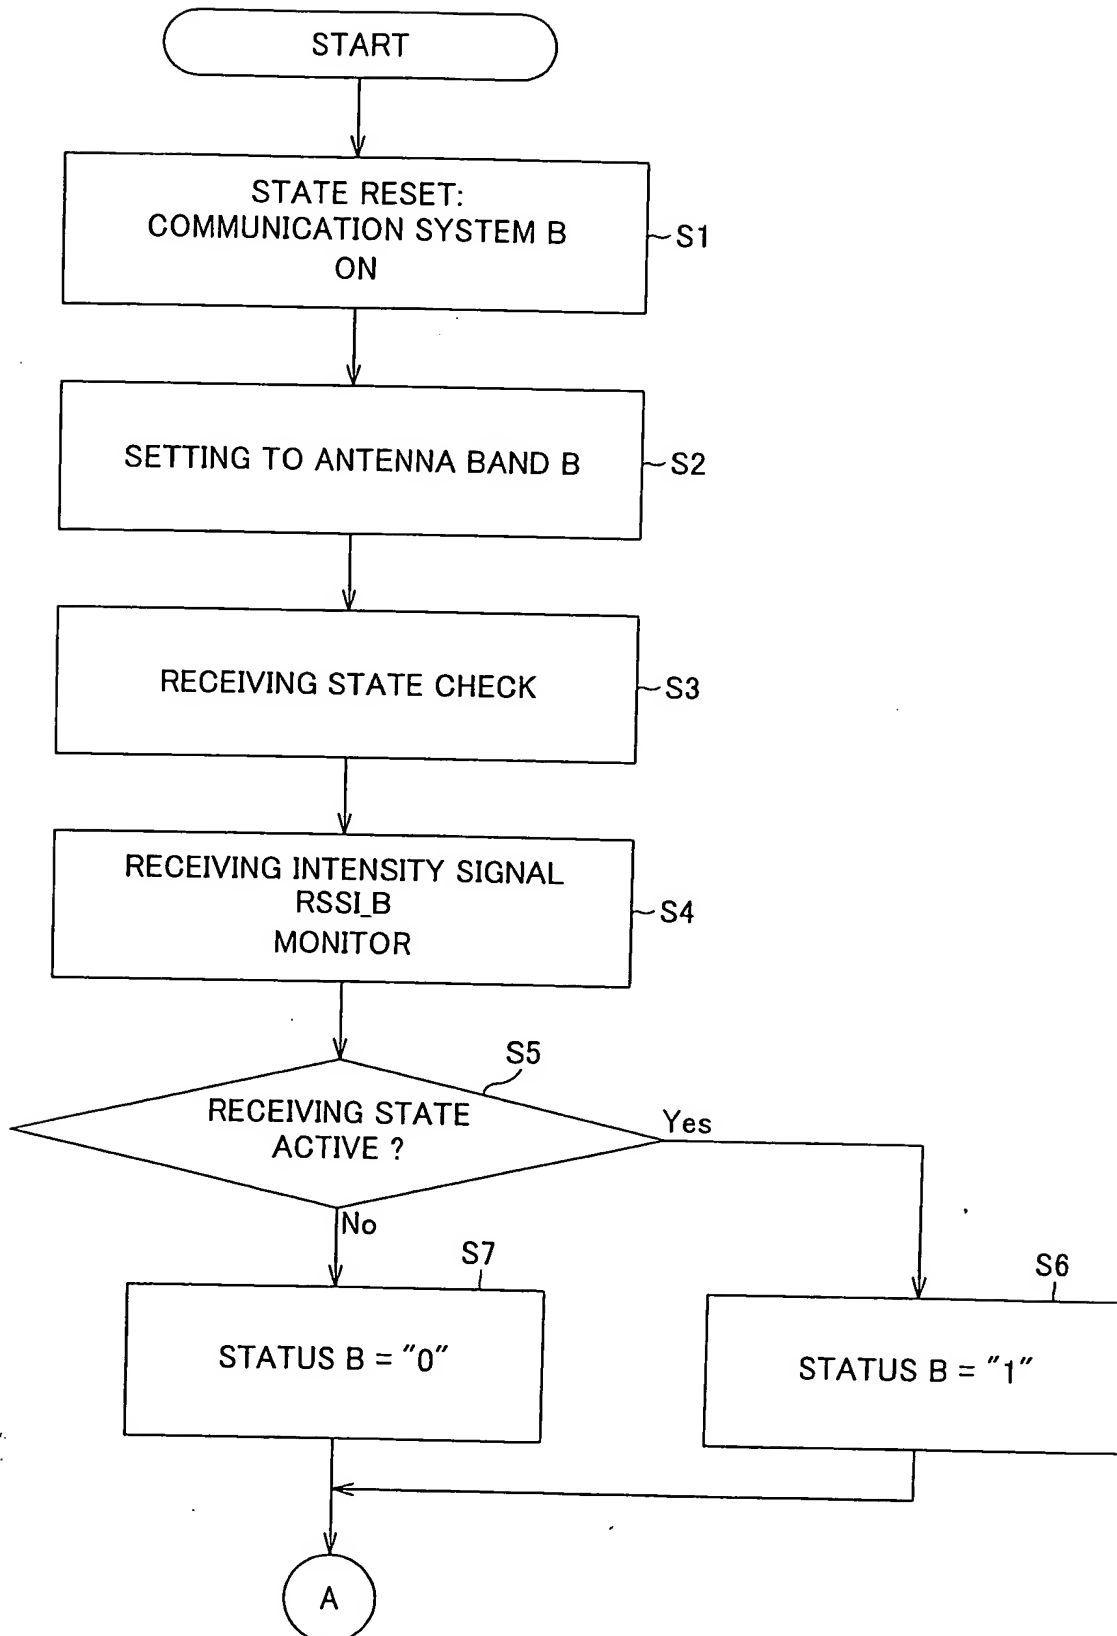 START
STATE RESET:
COMMUNICATION SYSTEM B
ON
S1
SETTING TO ANTENNA BAND B
S2
RECEIVING STATE CHECK
S3
RECEIVING INTENSITY SIGNAL
RSSI_B
MONITOR
S4
S5
RECEIVING STATE
ACTIVE ?
Yes
No
S7
S6
STATUS B = "0"
STATUS B = "1"
A